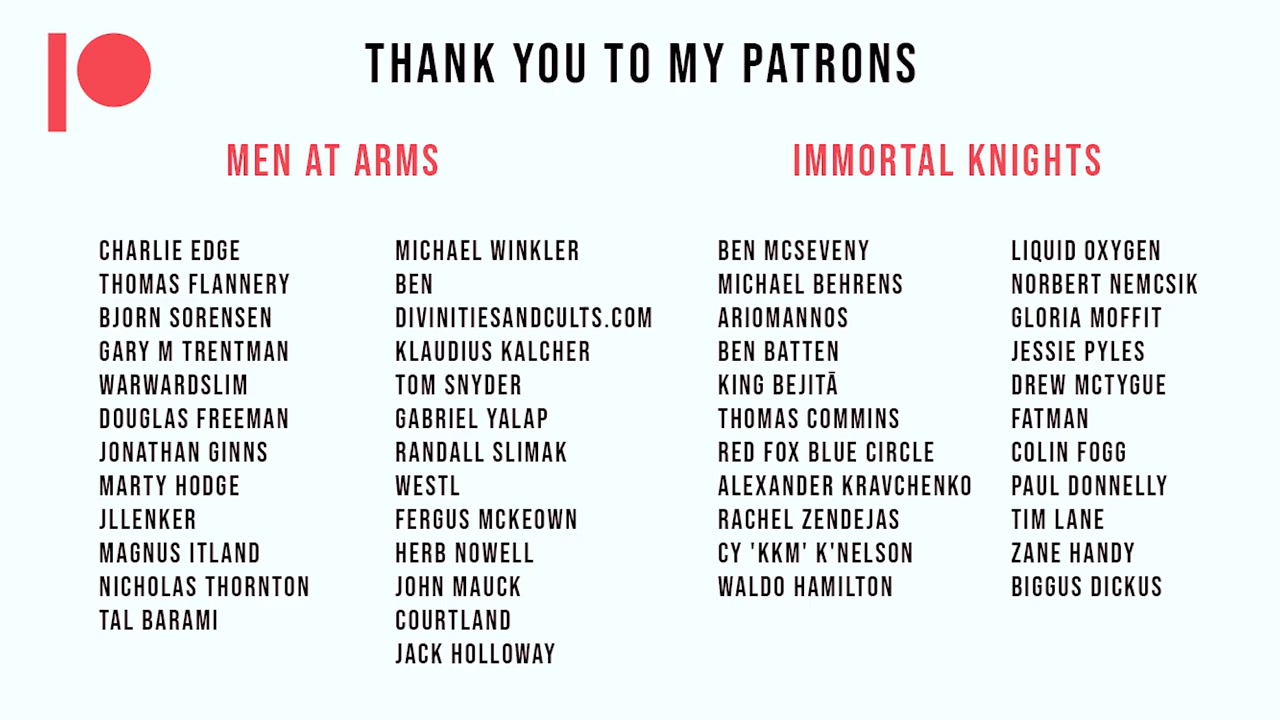 THANK YOU TO MY PATRONS
MEN AT ARMS
CHARLIE EDGE
THOMAS FLANNERY
BJORN SORENSEN
GARY M TRENTMAN
WARWARDSLIM
DOUGLAS FREEMAN
JONATHAN GINNS
MARTY HODGE
JLLENKER
MAGNUS ITLAND
NICHOLAS THORNTON
TAL BARAMI
MICHAEL WINKLER
BEN
DIVINITIESANDCULTS.COM
KLAUDIUS KALCHER
TOM SNYDER
GABRIEL YALAP
RANDALL SLIMAK
WESTL
FERGUS MCKEOWN
HERB NOWELL
JOHN MAUCK
COURTLAND
JACK HOLLOWAY
IMMORTAL KNIGHTS
BEN MCSEVENY
MICHAEL BEHRENS
ARIOMANNOS
BEN BATTEN
KING BEJITĀ
THOMAS COMMINS
RED FOX BLUE CIRCLE
ALEXANDER KRAVCHENKO
RACHEL ZENDEJAS
CY 'KKM' K'NELSON
WALDO HAMILTON
LIQUID OXYGEN
NORBERT NEMCSIK
GLORIA MOFFIT
JESSIE PYLES
DREW MCTYGUE
FATMAN
COLIN FOGG
PAUL DONNELLY
TIM LANE
ZANE HANDY
BIGGUS DICKUS